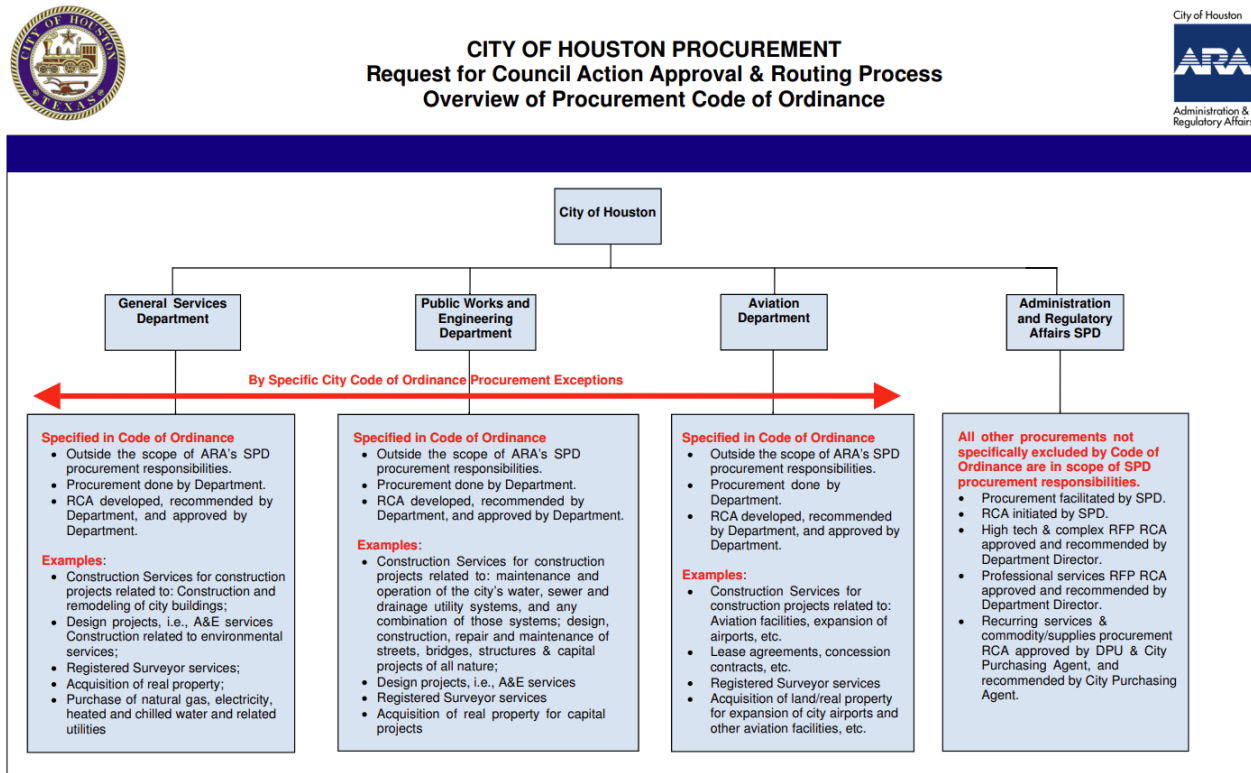 CITY OF HOUSTON
TEXAS
CITY OF HOUSTON PROCUREMENT
Request for Council Action Approval & Routing Process
Overview of Procurement Code of Ordinance
City of Houston
ARA
Administration &
Regulatory Affairs
City of Houston
General Services
Department
Public Works and
Engineering
Department
Aviation
Department
Administration
and Regulatory
Affairs SPD
By Specific City Code of Ordinance Procurement Exceptions
Specified in Code of Ordinance
• Outside the scope of ARA's SPD
procurement responsibilities.
• Procurement done by Department.
• RCA developed, recommended by
Department, and approved by
Department.
Examples:
• Construction Services for construction
projects related to: Construction and
remodeling of city buildings;
• Design projects, i.e., A&E services
Construction related to environmental
services;
• Registered Surveyor services;
• Acquisition of real property;
• Purchase of natural gas, electricity,
heated and chilled water and related
utilities
Specified in Code of Ordinance
• Outside the scope of ARA's SPD
procurement responsibilities.
• Procurement done by Department.
• RCA developed, recommended by
Department, and approved by Department.
Examples:
• Construction Services for construction
projects related to: maintenance and
operation of the city's water, sewer and
drainage utility systems, and any
combination of those systems; design,
construction, repair and maintenance of
streets, bridges, structures & capital
projects of all nature;
• Design projects, i.e., A&E services
• Registered Surveyor services
• Acquisition of real property for capital
projects
Specified in Code of Ordinance
• Outside the scope of ARA's SPD
procurement responsibilities.
• Procurement done by
Department.
• RCA developed, recommended
by Department, and approved by
Department.
Examples:
• Construction Services for
construction projects related to:
Aviation facilities, expansion of
airports, etc.
• Lease agreements, concession
contracts, etc.
• Registered Surveyor services
• Acquisition of land/real property
for expansion of city airports and
other aviation facilities, etc.
All other procurements not
specifically excluded by Code of
Ordinance are in scope of SPD
procurement responsibilities.
• Procurement facilitated by SPD.
• RCA initiated by SPD.
• High tech & complex RFP RCA
approved and recommended by
Department Director.
• Professional services RFP RCA
approved and recommended by
Department Director.
• Recurring services &
commodity/supplies procurement
RCA approved by DPU & City
Purchasing Agent, and
recommended by City Purchasing
Agent.